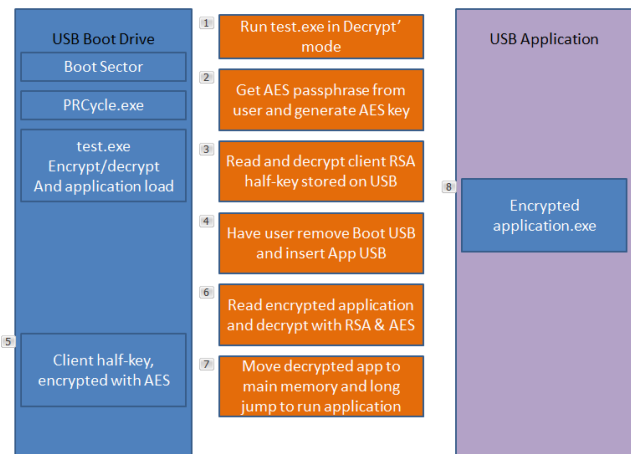 USB Boot Drive
Boot Sector
PRCycle.exe
test.exe
Encrypt/decrypt
And application load
5
Client half-key,
encrypted with AES
1
Run test.exe in Decrypt’
mode
2
Get AES passphrase from
user and generate AES key
3
Read and decrypt client RSA
half-key stored on USB
4
Have user remove Boot USB
and insert App USB
6
Read encrypted application
and decrypt with RSA & AES
7
Move decrypted app to
main memory and long
jump to run application
USB Application
8
Encrypted
application.exe